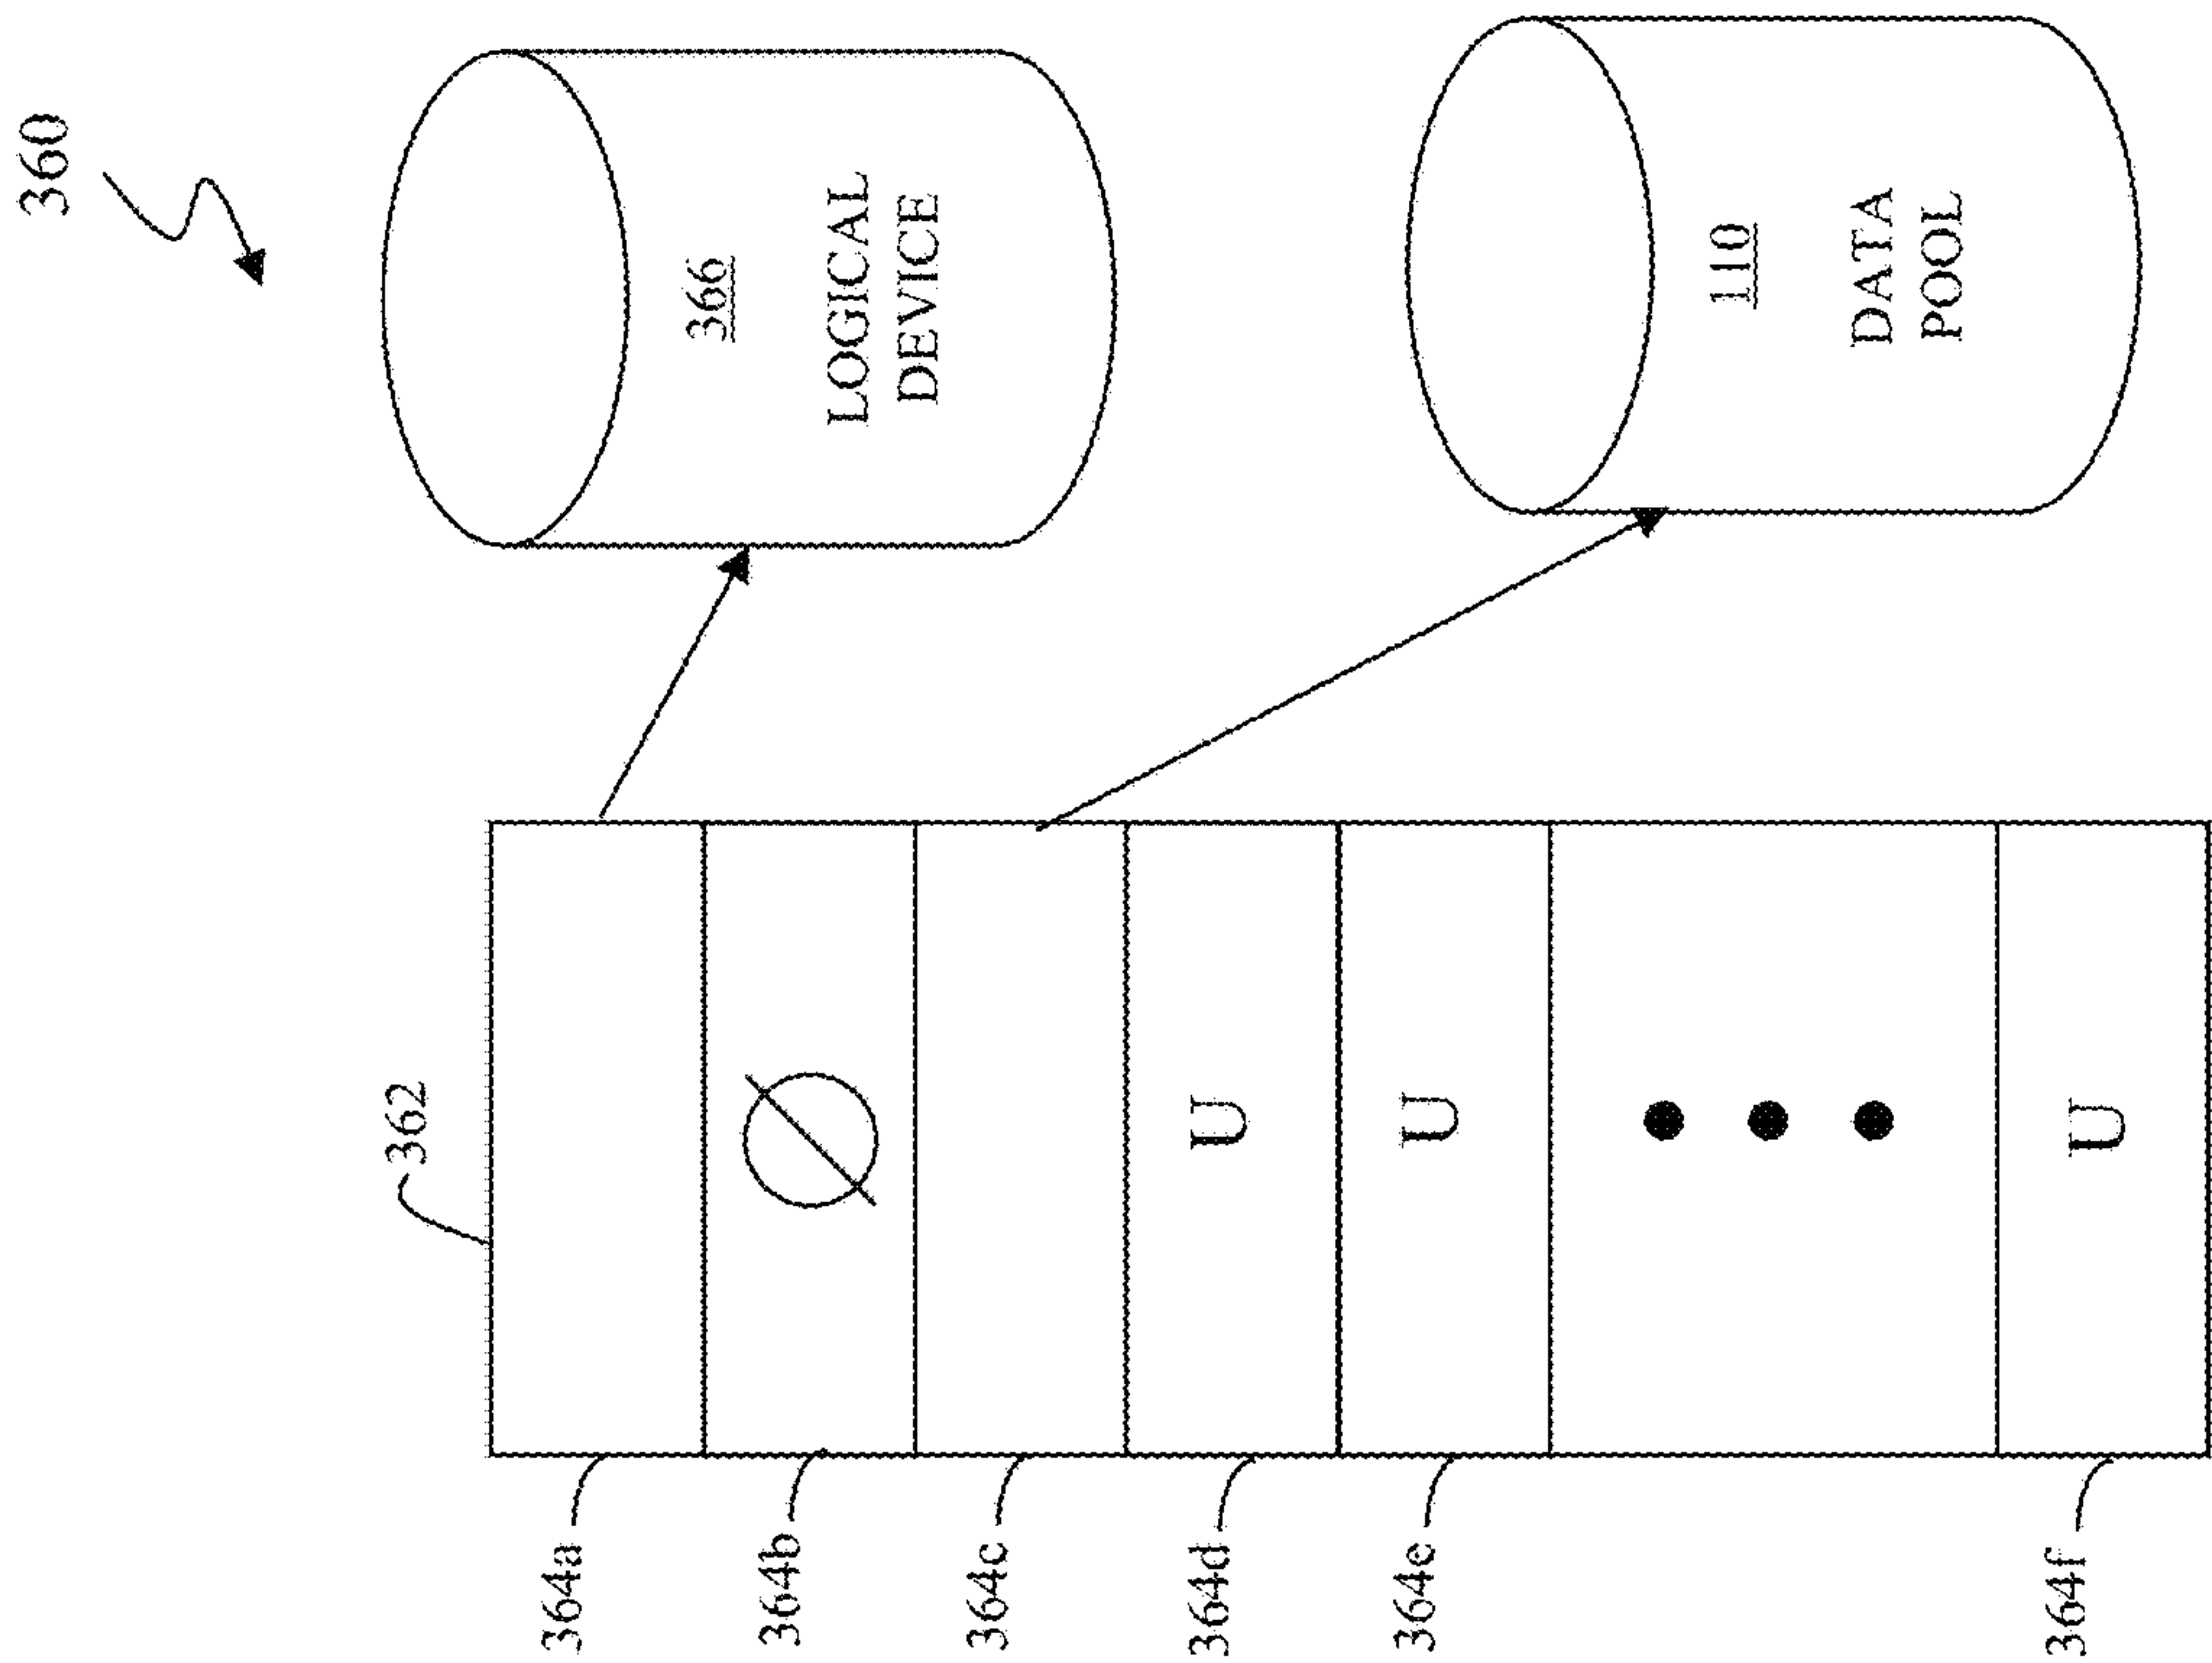 360
362
364a
364b
Ø
364c
364d
U
364e
U
364f
U
366
LOGICAL
DEVICE
110
DATA
POOL